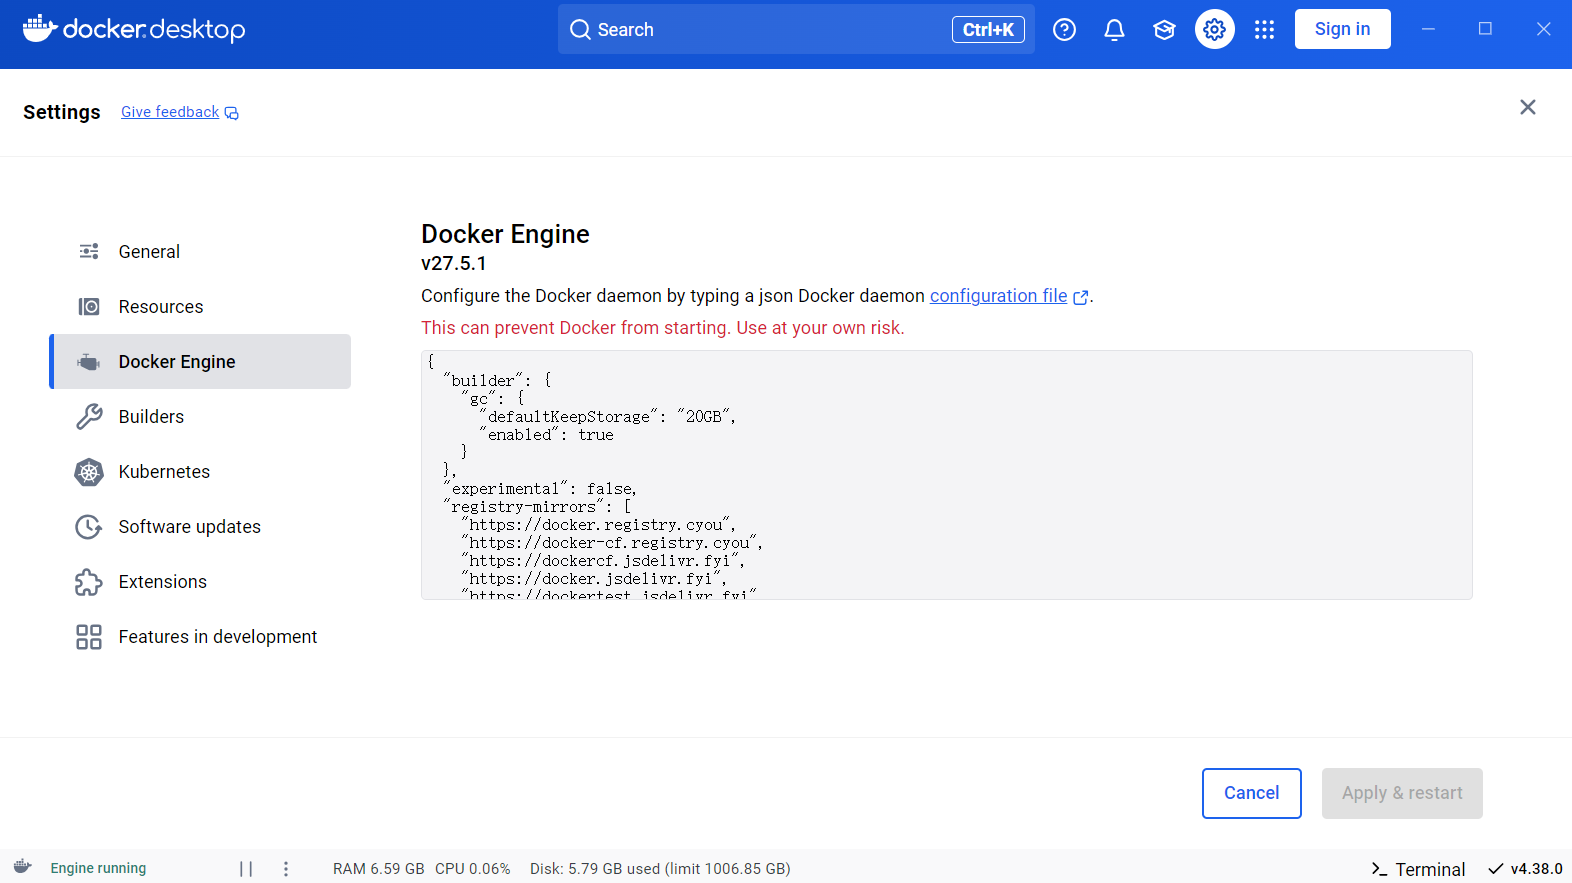 docker.desktop
Search
Ctrl+K
Sign in
Settings
Give feedback
General
Resources
Docker Engine
Builders
Kubernetes
Software updates
Extensions
Features in development
Docker Engine
v27.5.1
Configure the Docker daemon by typing a json Docker daemon configuration file.
This can prevent Docker from starting. Use at your own risk.
{
  "builder": {
    "gc": {
      "defaultKeepStorage": "20GB",
      "enabled": true
    }
  },
  "experimental": false,
  "registry-mirrors": [
    "https://docker.registry.cyou",
    "https://docker-cf.registry.cyou",
    "https://dockercf.jsdelivr.fyi",
    "https://docker.jsdelivr.fyi",
    "https://dockertest.jsdelivr.fyi"
Cancel
Apply & restart
Engine running
RAM 6.59 GB CPU 0.06% Disk: 5.79 GB used (limit 1006.85 GB)
Terminal
v4.38.0